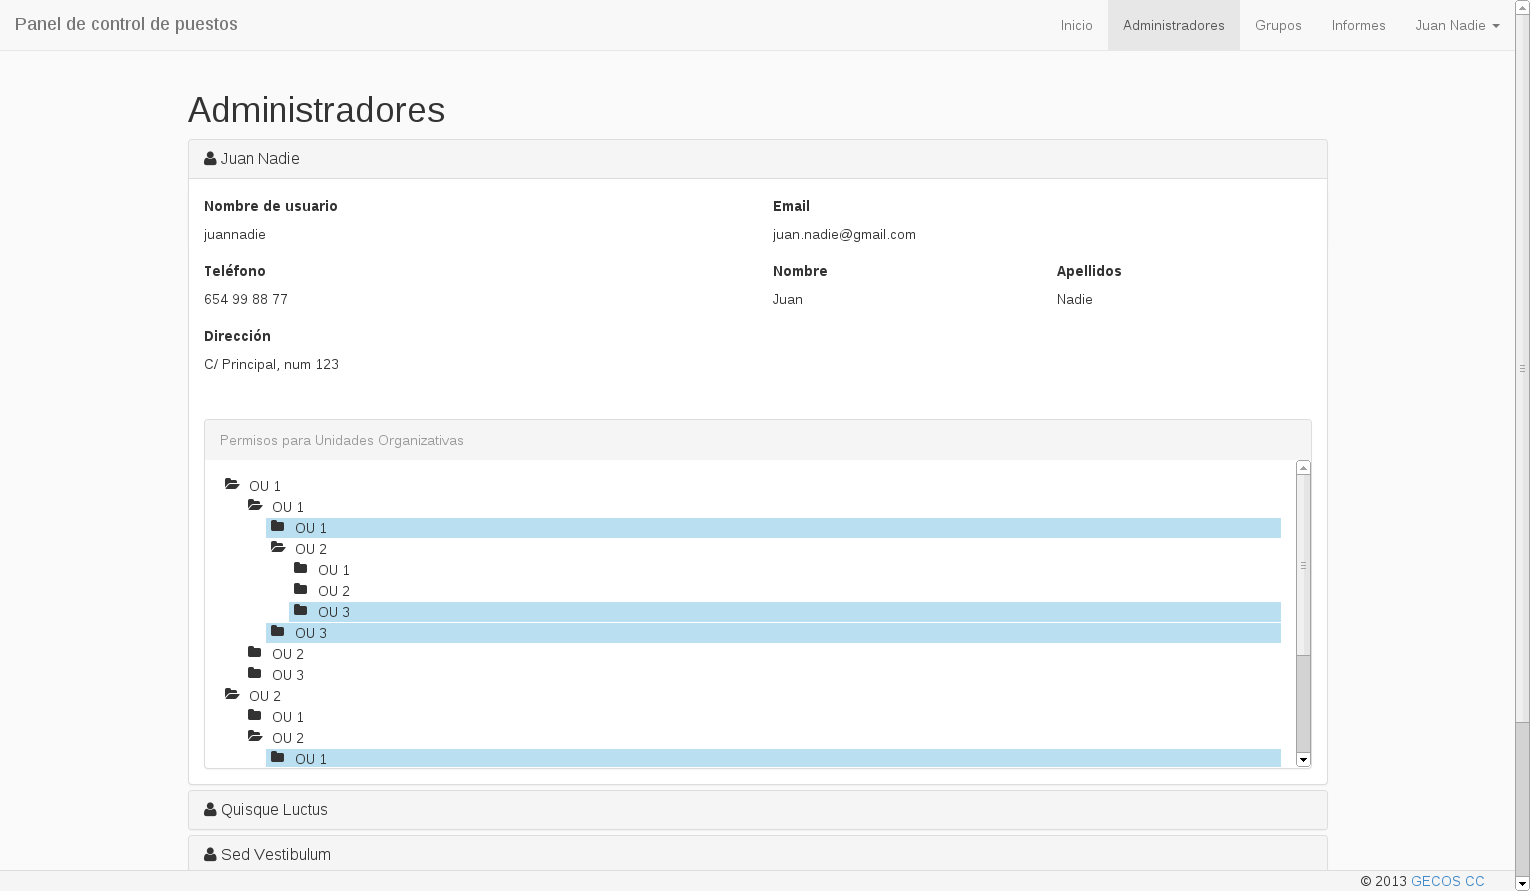 Panel de control de puestos Inicio Administradores Grupos Informes Juan Nadie
Administradores
Juan Nadie
Nombre de usuario Email
juannadie juan.nadie@gmail.com
Teléfono Nombre Apellidos
654 99 88 77 Juan Nadie
Dirección
C/ Principal, num 123
Permisos para Unidades Organizativas
OU 1
OU 1
OU 1
OU 2
OU 1
OU 2
OU 3
OU 3
OU 2
OU 3
OU 2
OU 1
OU 2
OU 1
Quisque Luctus
Sed Vestibulum
© 2013 GECOS CC